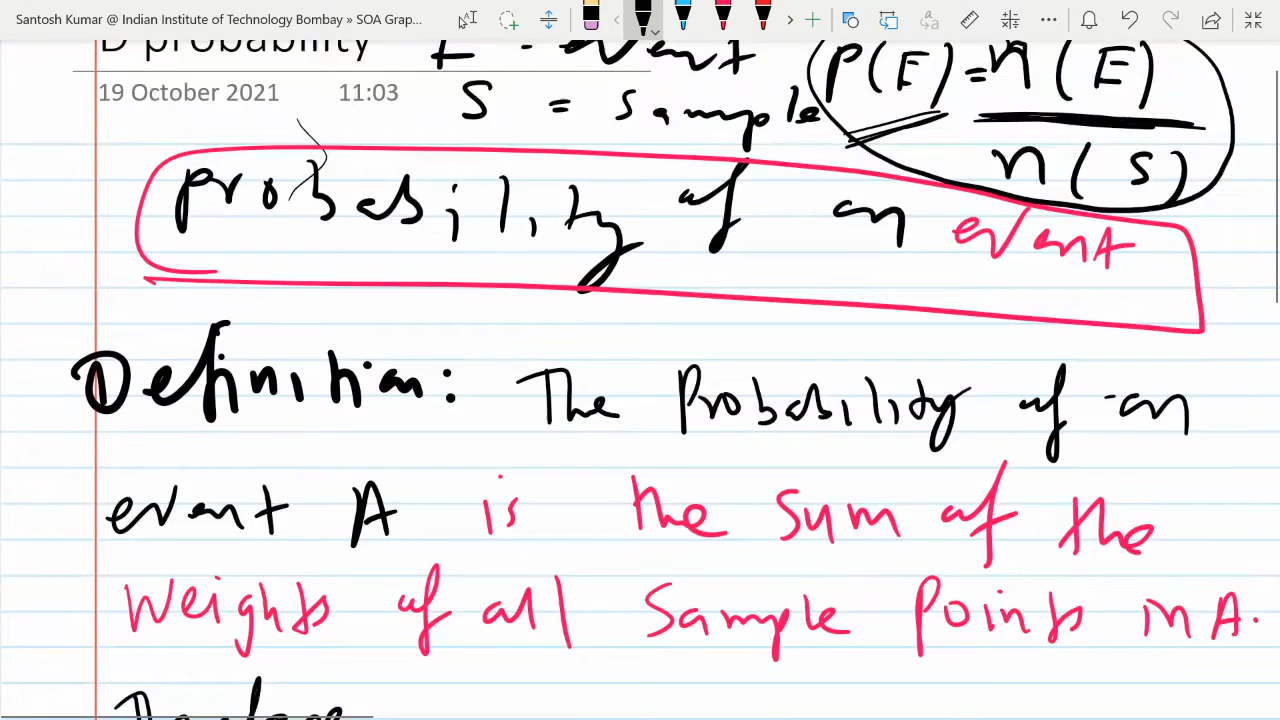 Santosh Kumar @ Indian Institute of Technology Bombay » SOA Grap...
probability
E = event
P(E) = n(E)
19 October 2021 11:03
S = Sample
n(S)
probability of an event
Definition: The Probability of an
event A is the sum of the
Weights of all Sample Points in A.